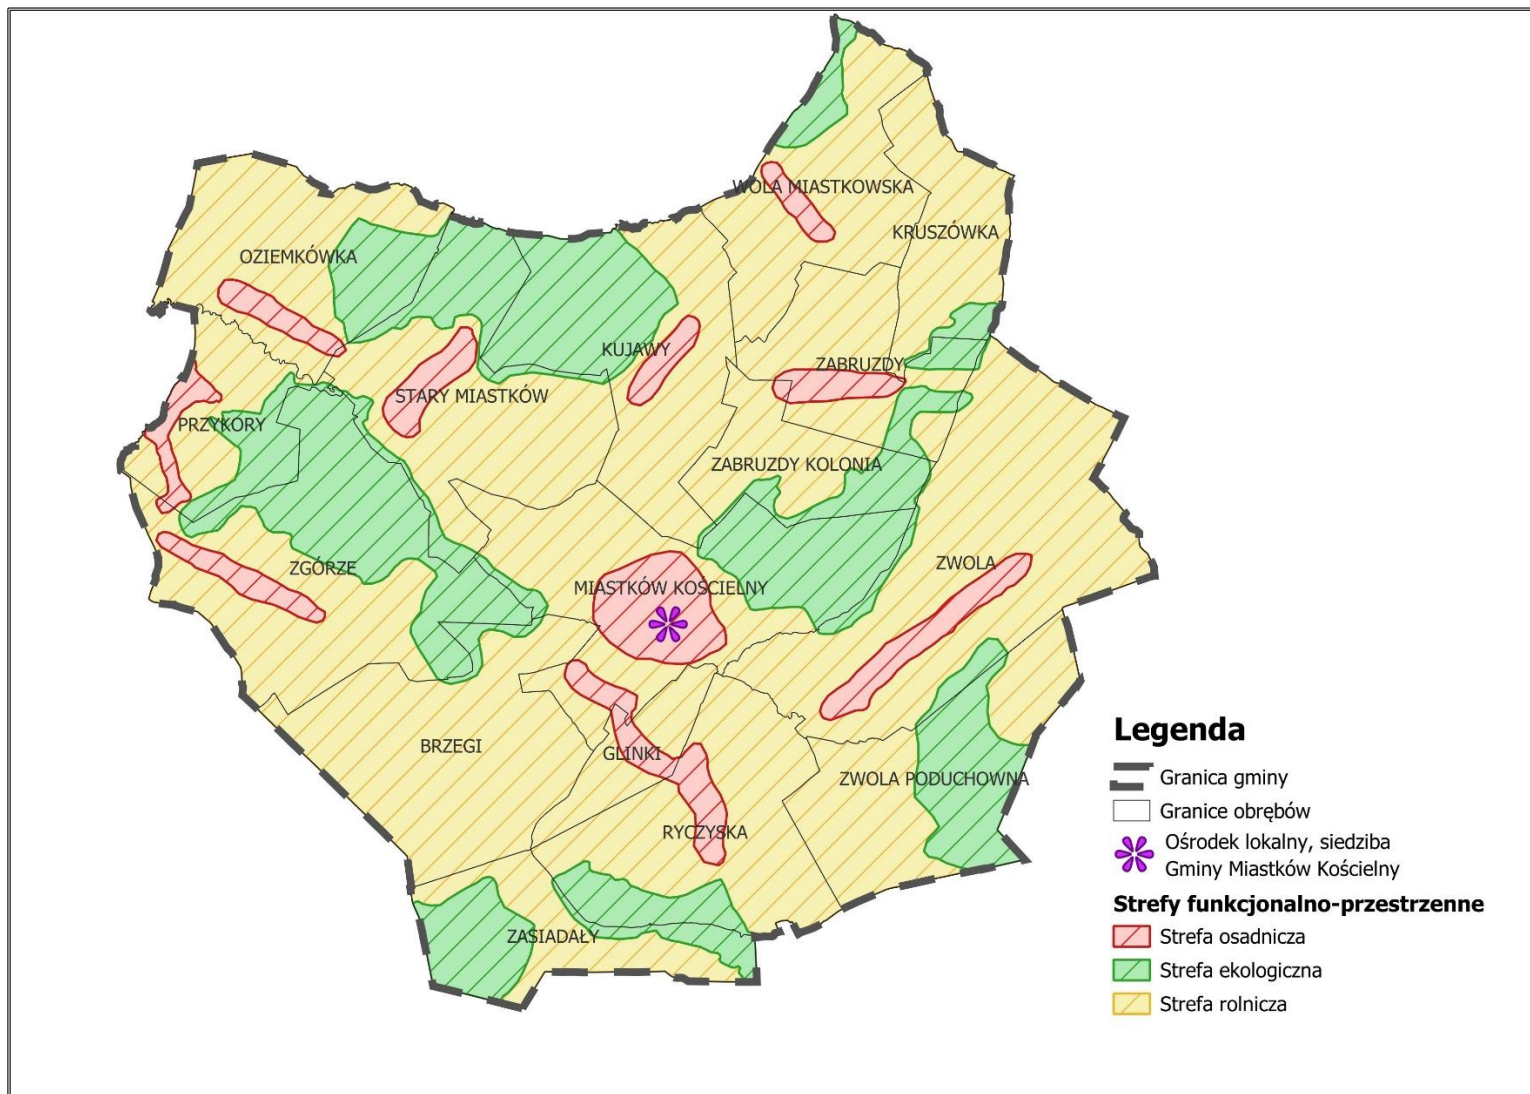 WOLA MIASTKOWSKA
KRUSZÓWKA
OZIEMKÓWKA
KUJAWY
ZABRUZDY
STARY MIASTKÓW
PRZYKORY
ZABRUZDY KOLONIA
ZGÓRZE
ZWOLA
MIASTKÓW KOŚCIELNY
BRZEGI
GLINKI
ZWOLA PODUCHOWNA
RYCZYSKA
ZASIADAŁY
Legenda
Granica gminy
Granice obrębów
Ośrodek lokalny, siedziba
Gminy Miastków Kościelny
Strefy funkcjonalno-przestrzenne
Strefa osadnicza
Strefa ekologiczna
Strefa rolnicza